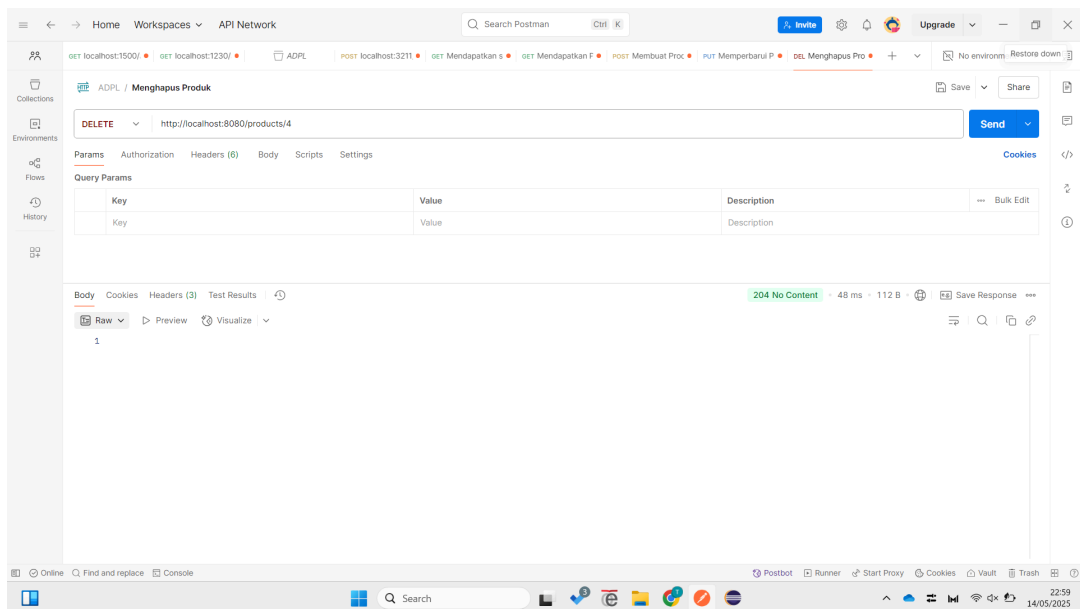 Home Workspaces API Network Search Postman Ctrl K Invite Upgrade
GET localhost:1500/. GET localhost:1230/ ADPL POST localhost:3211 GET Mendapatkan s GET Mendapatkan F POST Membuat Proc PUT Memperbarui P DEL Menghapus Pro + No environm Restore down
Collections
HTTP ADPL / Menghapus Produk Save Share
DELETE http://localhost:8080/products/4 Send
Environments
Params Authorization Headers (6) Body Scripts Settings Cookies
Flows
Query Params
Key Value Description Bulk Edit
History
Key Value Description
Body Cookies Headers (3) Test Results 204 No Content 48 ms 112 B Save Response
Raw Preview Visualize
1
Online Find and replace Console Postbot Runner Start Proxy Cookies Vault Trash
Search 3 22:59
14/05/2025